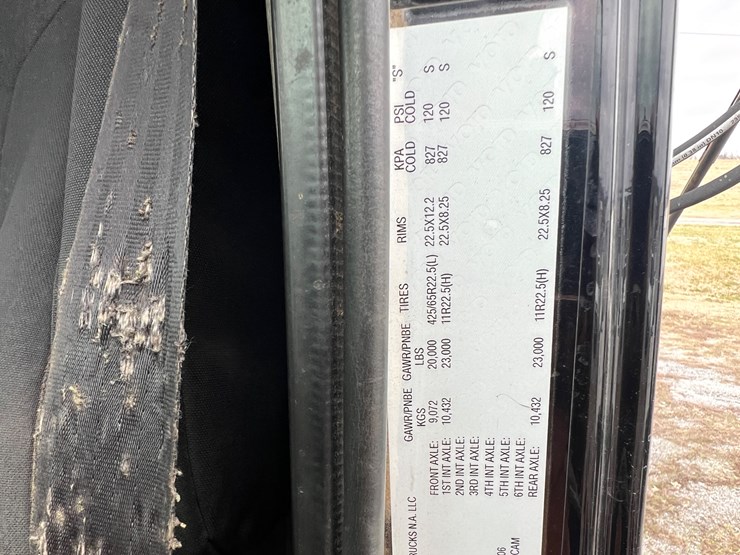 RUCKS N.A. LLC
GAWR/PNBE GAWR/PNBE TIRES RIMS KPA PSI "S"
KGS LBS COLD COLD
FRONT AXLE: 9,072 20,000 425/65R22.5(L) 22.5X12.2 827 120 S
1ST INT AXLE: 10,432 23,000 11R22.5(H) 22.5X8.25 827 120 S
2ND INT AXLE:
3RD INT AXLE:
4TH INT AXLE:
5TH INT AXLE:
06 6TH INT AXLE:
CAM REAR AXLE: 10,432 23,000 11R22.5(H) 22.5X8.25 827 120 S